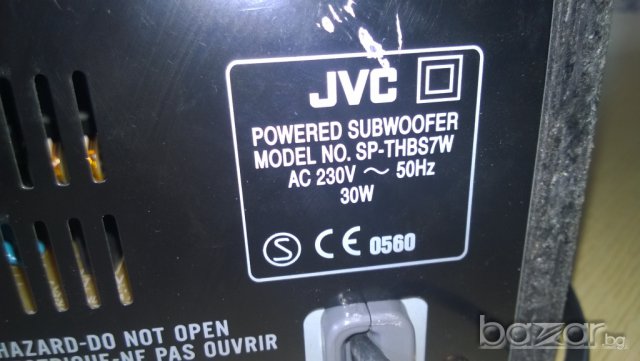 JVC
POWERED SUBWOOFER
MODEL NO. SP-THBS7W
AC 230V ~ 50Hz
30W
S CE 0560
HAZARD-DO NOT OPEN
-NE PAS OUVRIR
bazar.bg